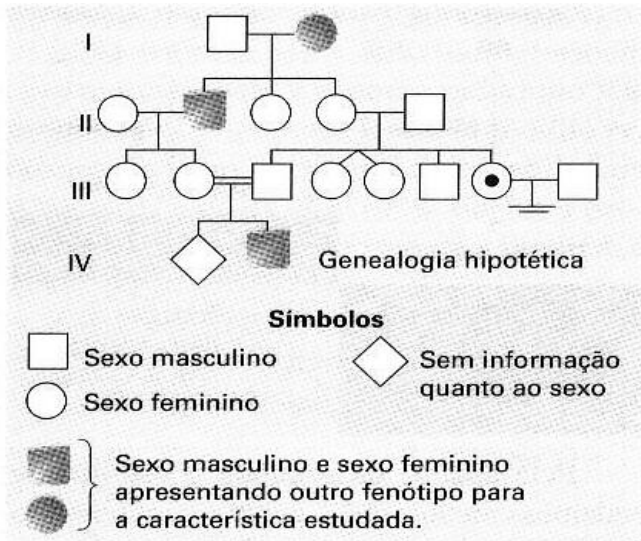 I
II
III
IV
Genealogia hipotética
Símbolos
Sexo masculino
Sexo feminino
Sem informação
quanto ao sexo
Sexo masculino e sexo feminino
apresentando outro fenótipo para
a característica estudada.